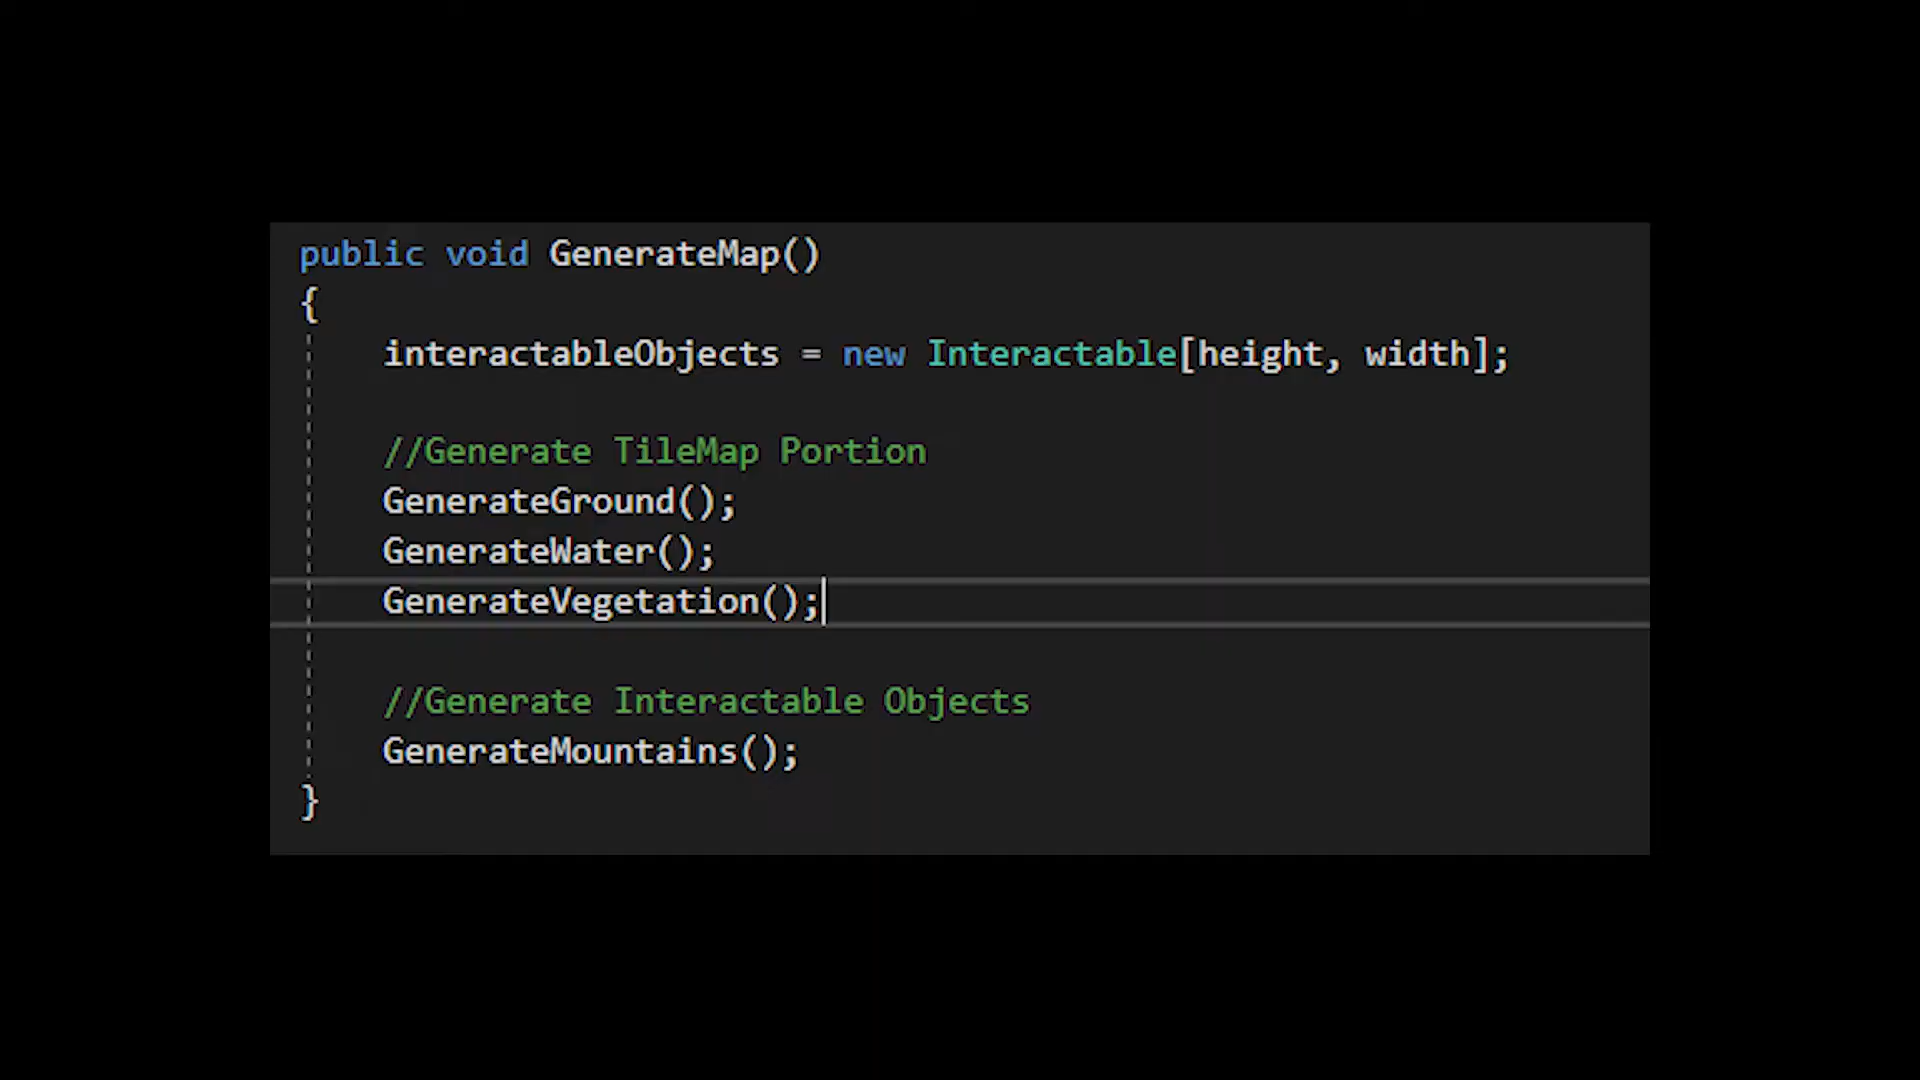 public void GenerateMap()
{
interactableObjects = new Interactable[height, width];
//Generate TileMap Portion
GenerateGround();
GenerateWater();
GenerateVegetation();
//Generate Interactable Objects
GenerateMountains();
}